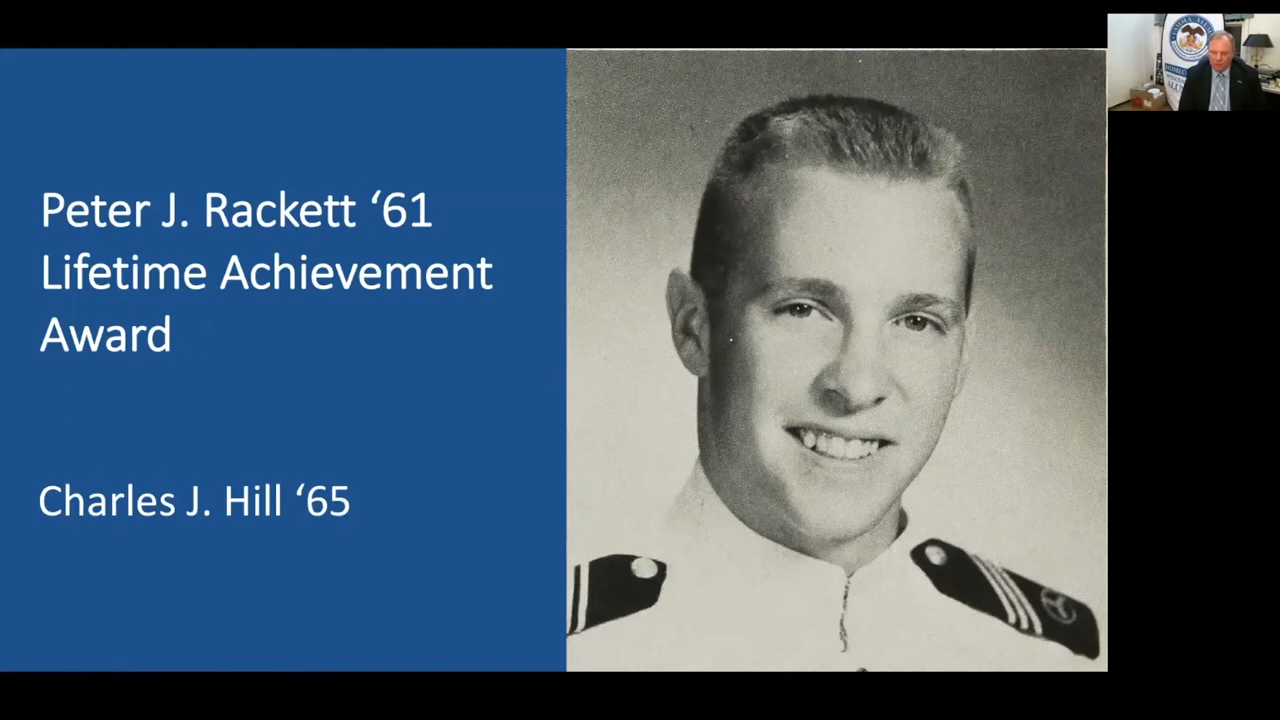 Peter J. Rackett ‘61
Lifetime Achievement
Award
Charles J. Hill ‘65